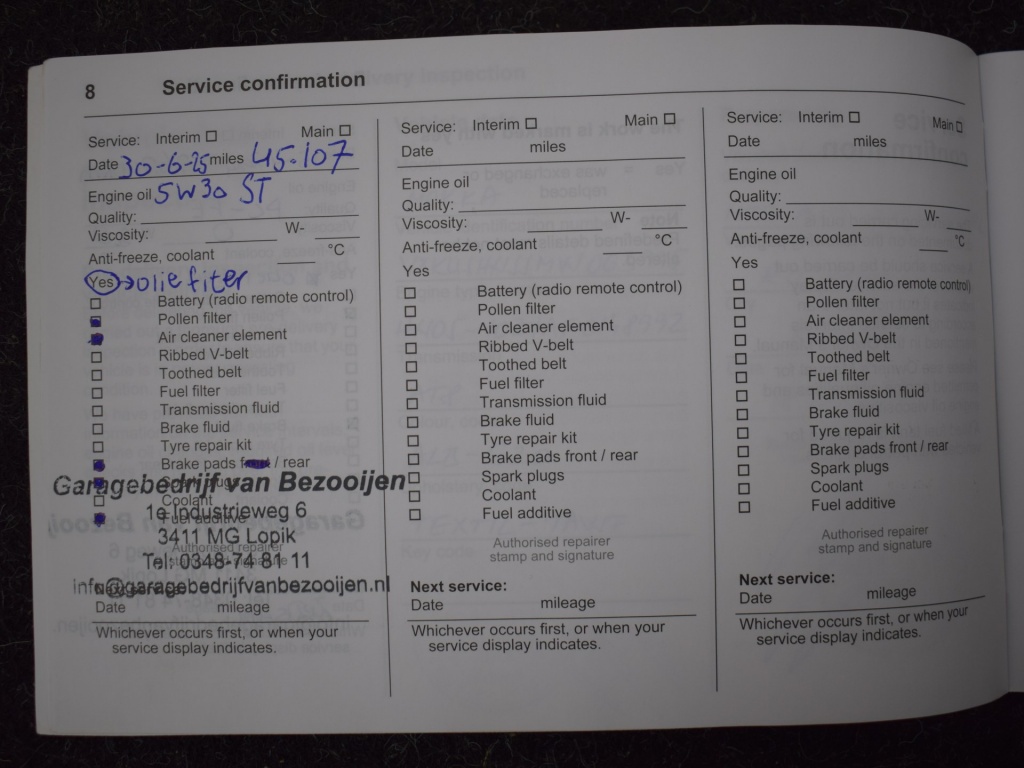 8 Service confirmation
Service: Interim ☐ Main ☐
Date 30-6-25 miles 45.107
Engine oil 5W30 ST
Quality:
Viscosity: W-
Anti-freeze, coolant °C
Yes → olie fiter
Battery (radio remote control)
Pollen filter
Air cleaner element
Ribbed V-belt
Toothed belt
Fuel filter
Transmission fluid
Brake fluid
Tyre repair kit
Brake pads front / rear
Spark plugs
Coolant
Fuel additive
Authorised repairer
stamp and signature
Garagebedrijf van Bezooijen
1e Industrieweg 6
3411 MG Lopik
Tel: 0348-74 81 11
info@garagebedrijfvanbezooijen.nl
Next service:
Date mileage
Whichever occurs first, or when your
service display indicates.
Service: Interim ☐ Main ☐
Date miles
Engine oil
Quality:
Viscosity: W-
Anti-freeze, coolant °C
Yes
Battery (radio remote control)
Pollen filter
Air cleaner element
Ribbed V-belt
Toothed belt
Fuel filter
Transmission fluid
Brake fluid
Tyre repair kit
Brake pads front / rear
Spark plugs
Coolant
Fuel additive
Authorised repairer
stamp and signature
Next service:
Date mileage
Whichever occurs first, or when your
service display indicates.
Service: Interim ☐ Main ☐
Date miles
Engine oil
Quality:
Viscosity: W-
Anti-freeze, coolant °C
Yes
Battery (radio remote control)
Pollen filter
Air cleaner element
Ribbed V-belt
Toothed belt
Fuel filter
Transmission fluid
Brake fluid
Tyre repair kit
Brake pads front / rear
Spark plugs
Coolant
Fuel additive
Authorised repairer
stamp and signature
Next service:
Date mileage
Whichever occurs first, or when your
service display indicates.